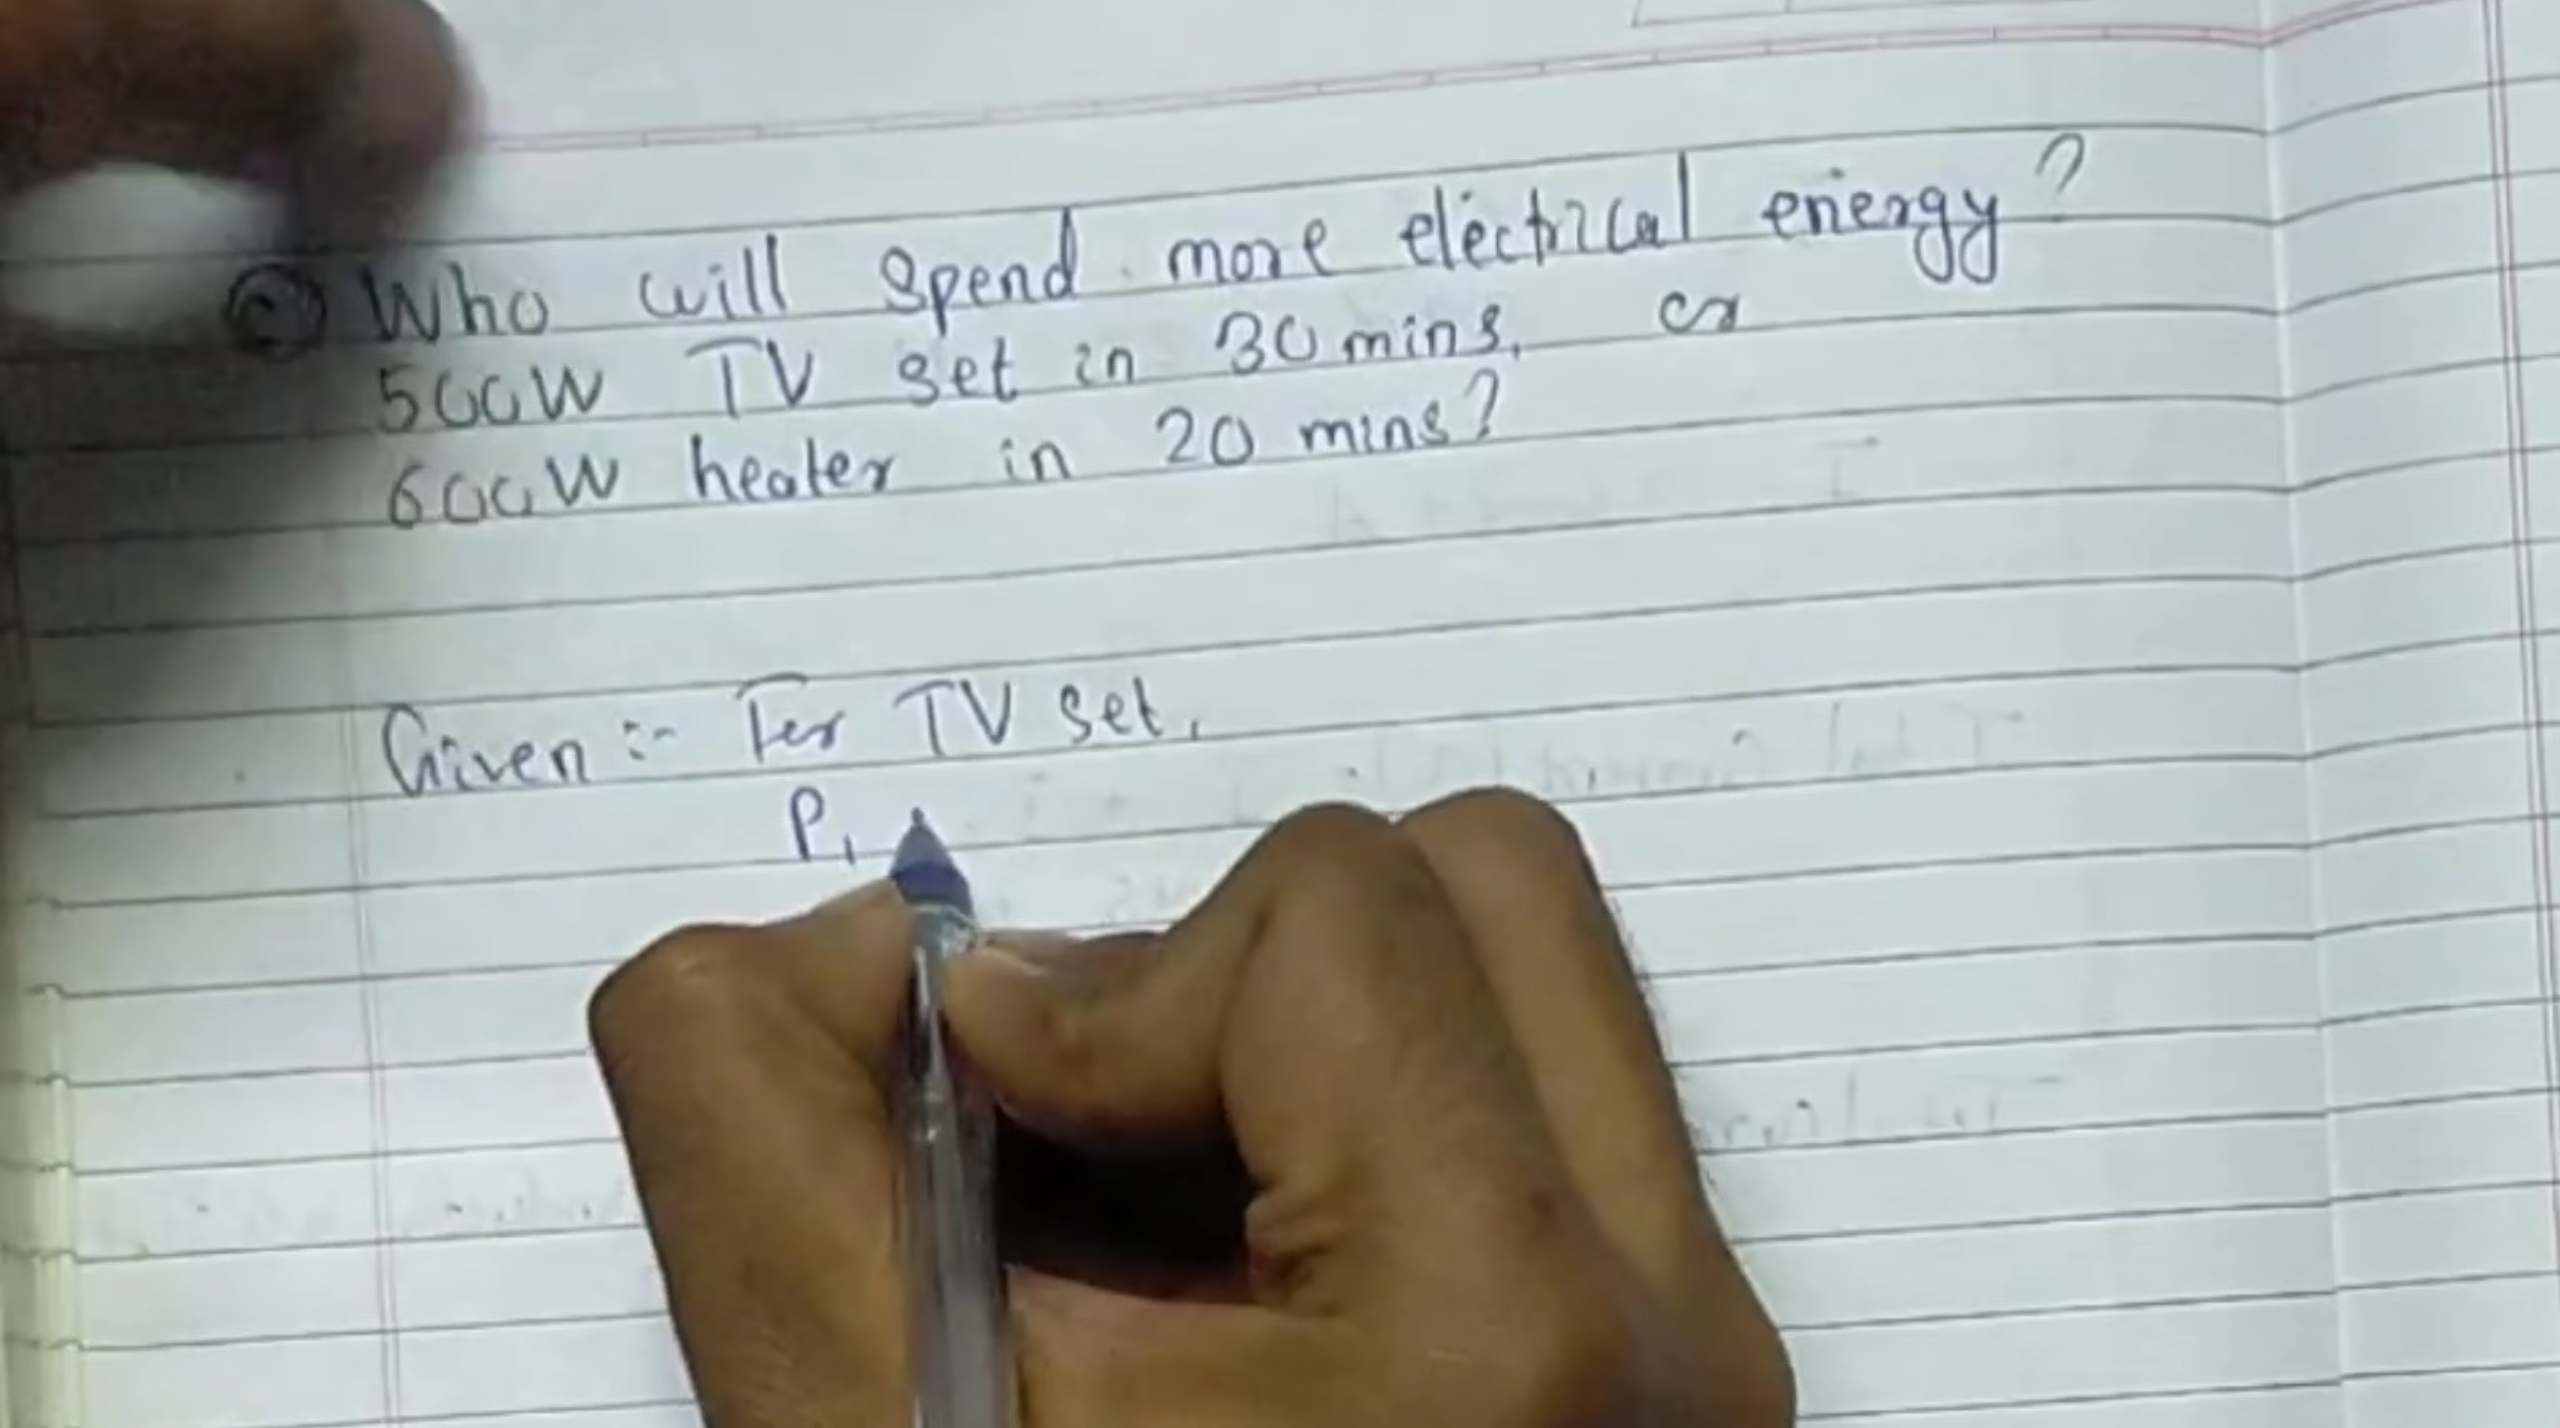 C) Who will spend more electrical energy?
500W TV set in 30 mins, or
600W heater in 20 mins?
Given :- For TV set,
P₁